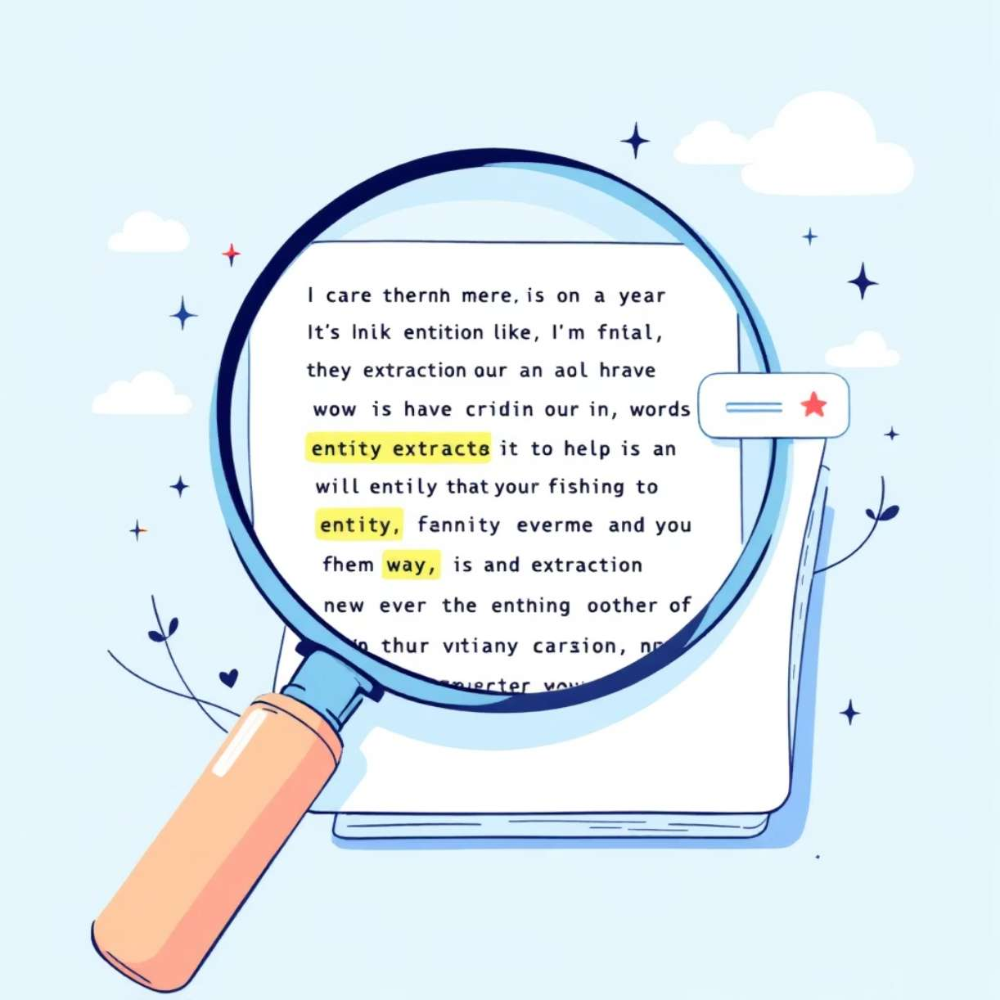 I care thernh mere, is on a year
It's lnik entition like, I'm fntal,
they extraction our an aol hrave
wow is have cridin our in, words
entity extracts it to help is an
will entily that your fishing to
entity, fannity everme and you
fhem way, is and extraction
new ever the enthing oother of
thur vitiany carsion,